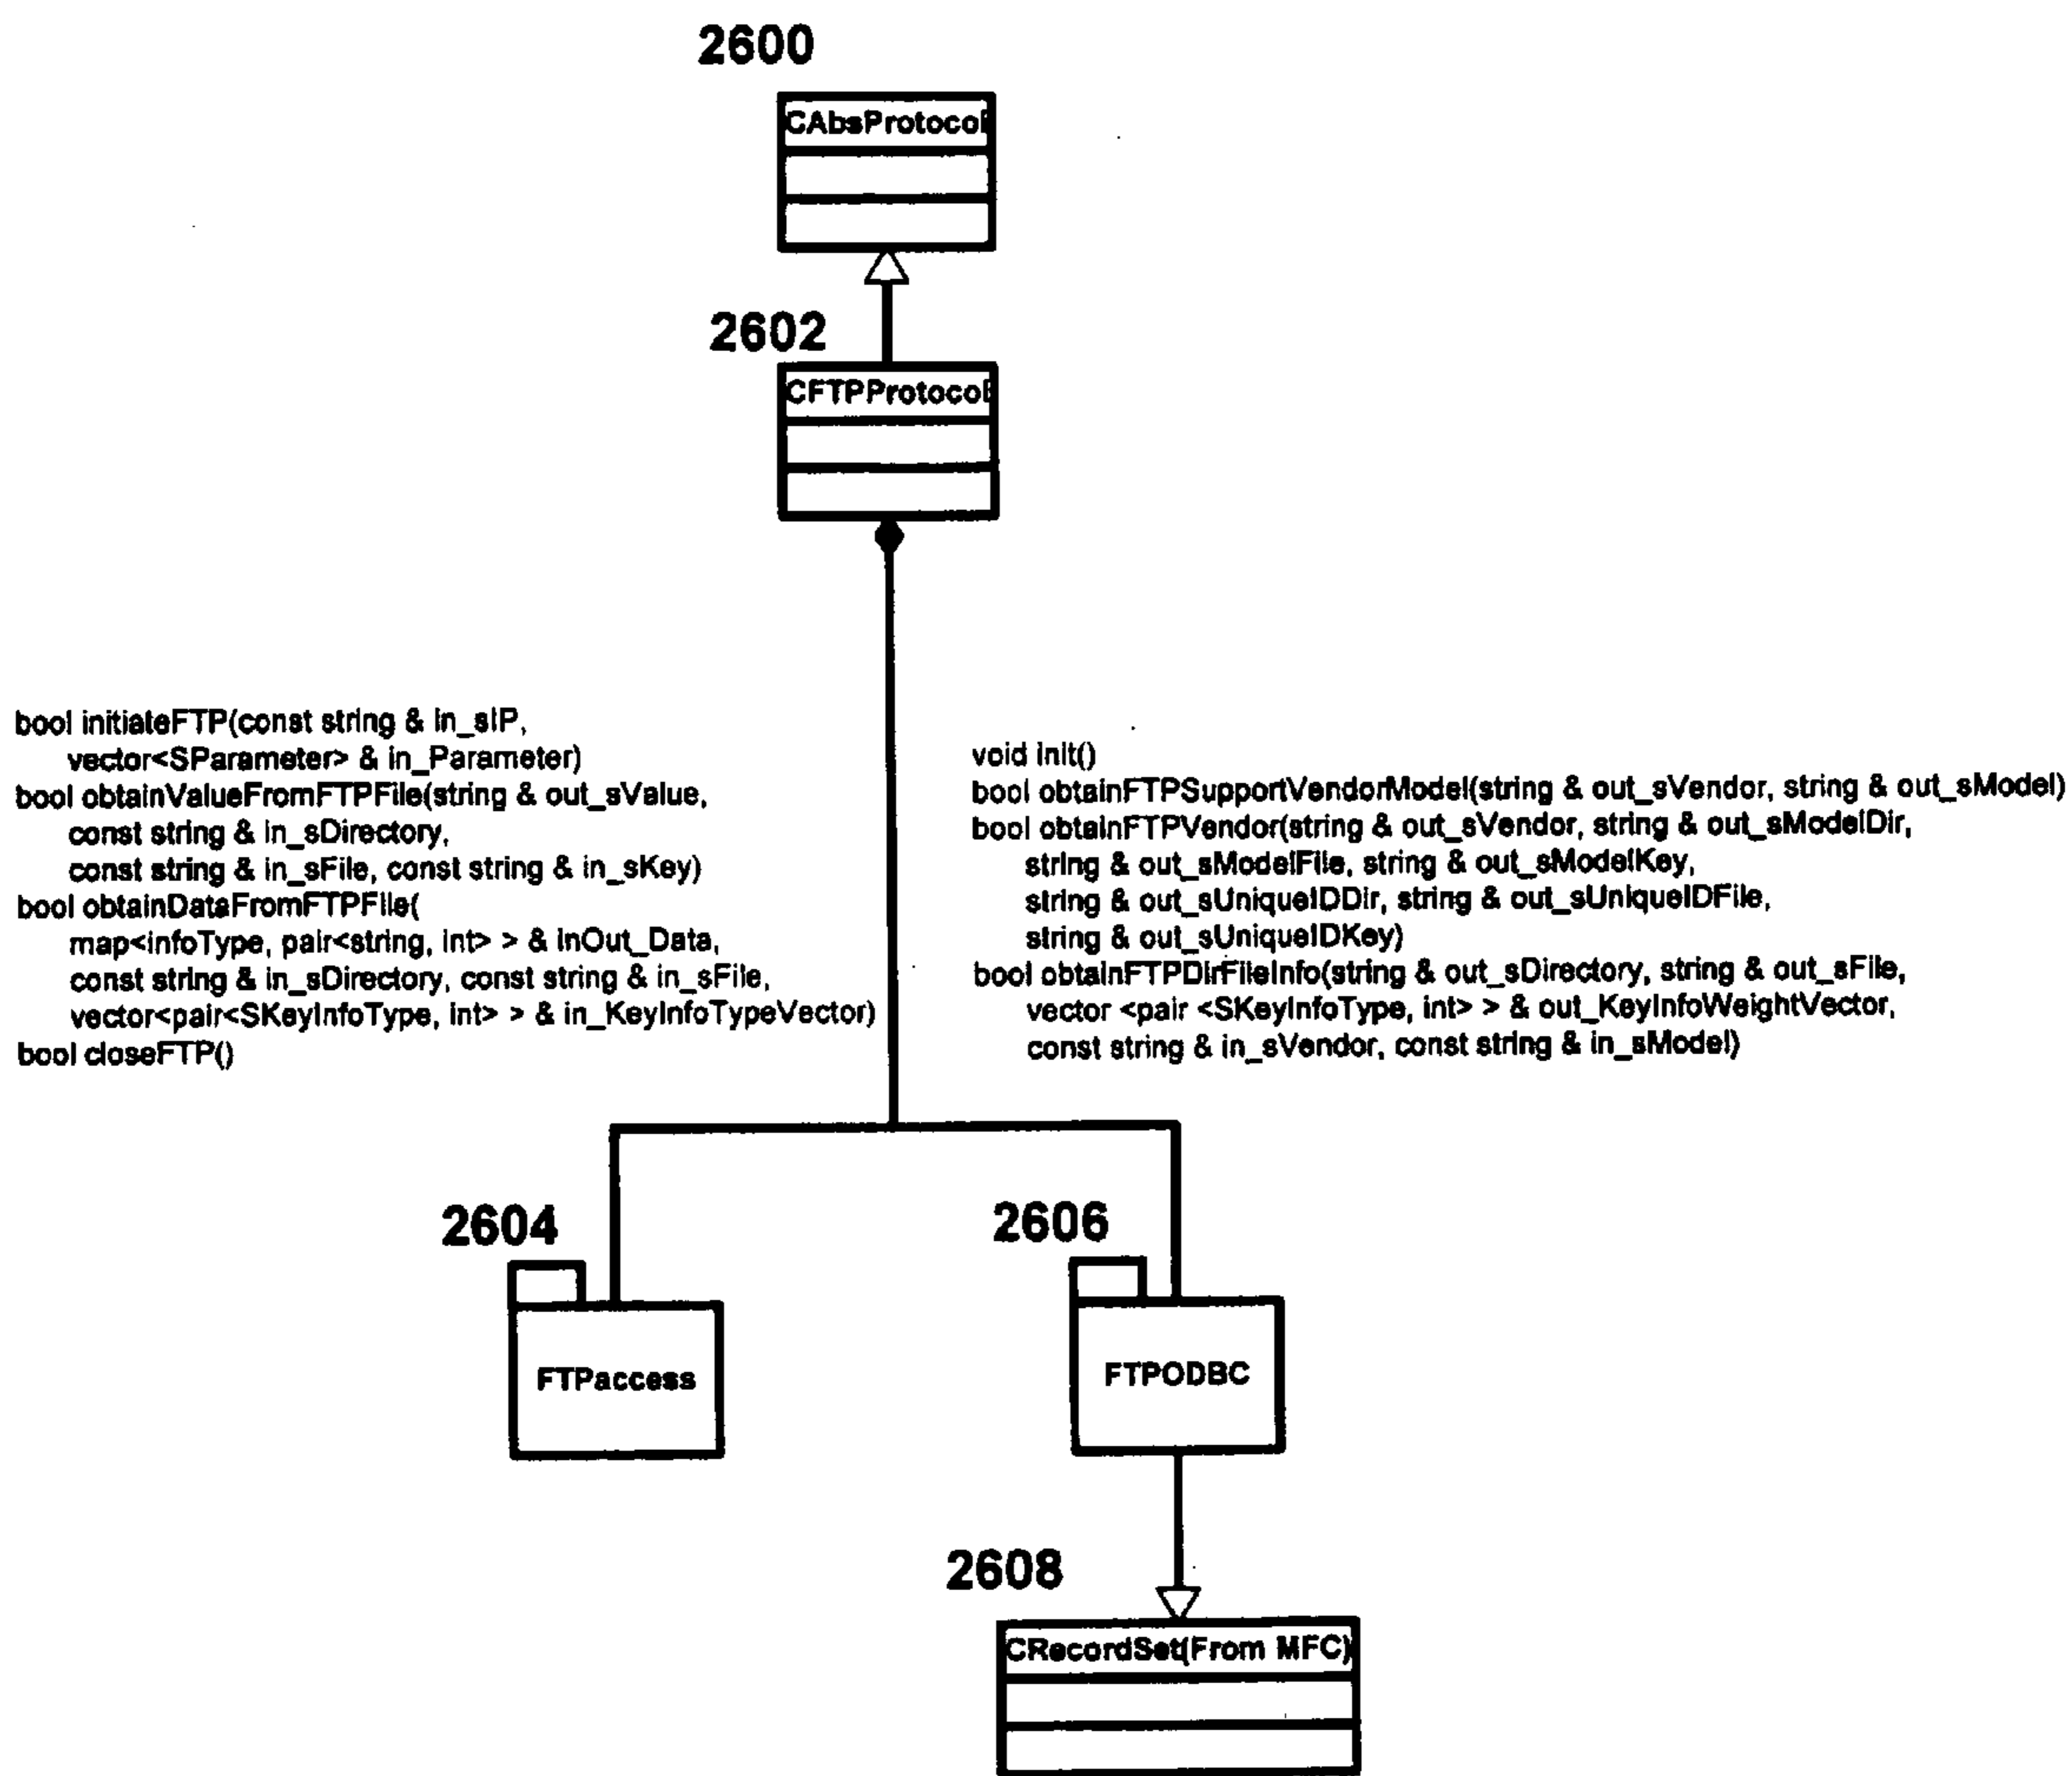 2600
CAbsProtocol
2602
CFTPProtocol
bool initiateFTP(const string & in_sIP,
vector<SParameter> & in_Parameter)
bool obtainValueFromFTPFile(string & out_sValue,
const string & in_sDirectory,
const string & in_sFile, const string & in_sKey)
bool obtainDataFromFTPFile(
map<infoType, pair<string, int> > & inOut_Data,
const string & in_sDirectory, const string & in_sFile,
vector<pair<SKeyInfoType, int> > & in_KeyInfoTypeVector)
bool closeFTP()
void init()
bool obtainFTPSupportVendorModel(string & out_sVendor, string & out_sModel)
bool obtainFTPVendor(string & out_sVendor, string & out_sModelDir,
string & out_sModelFile, string & out_sModelKey,
string & out_sUniqueIDDir, string & out_sUniqueIDFile,
string & out_sUniqueIDKey)
bool obtainFTPDirFileInfo(string & out_sDirectory, string & out_sFile,
vector <pair <SKeyInfoType, int> > & out_KeyInfoWeightVector,
const string & in_sVendor, const string & in_sModel)
2604
FTPaccess
2606
FTPODBC
2608
CRecordSet(From MFC)